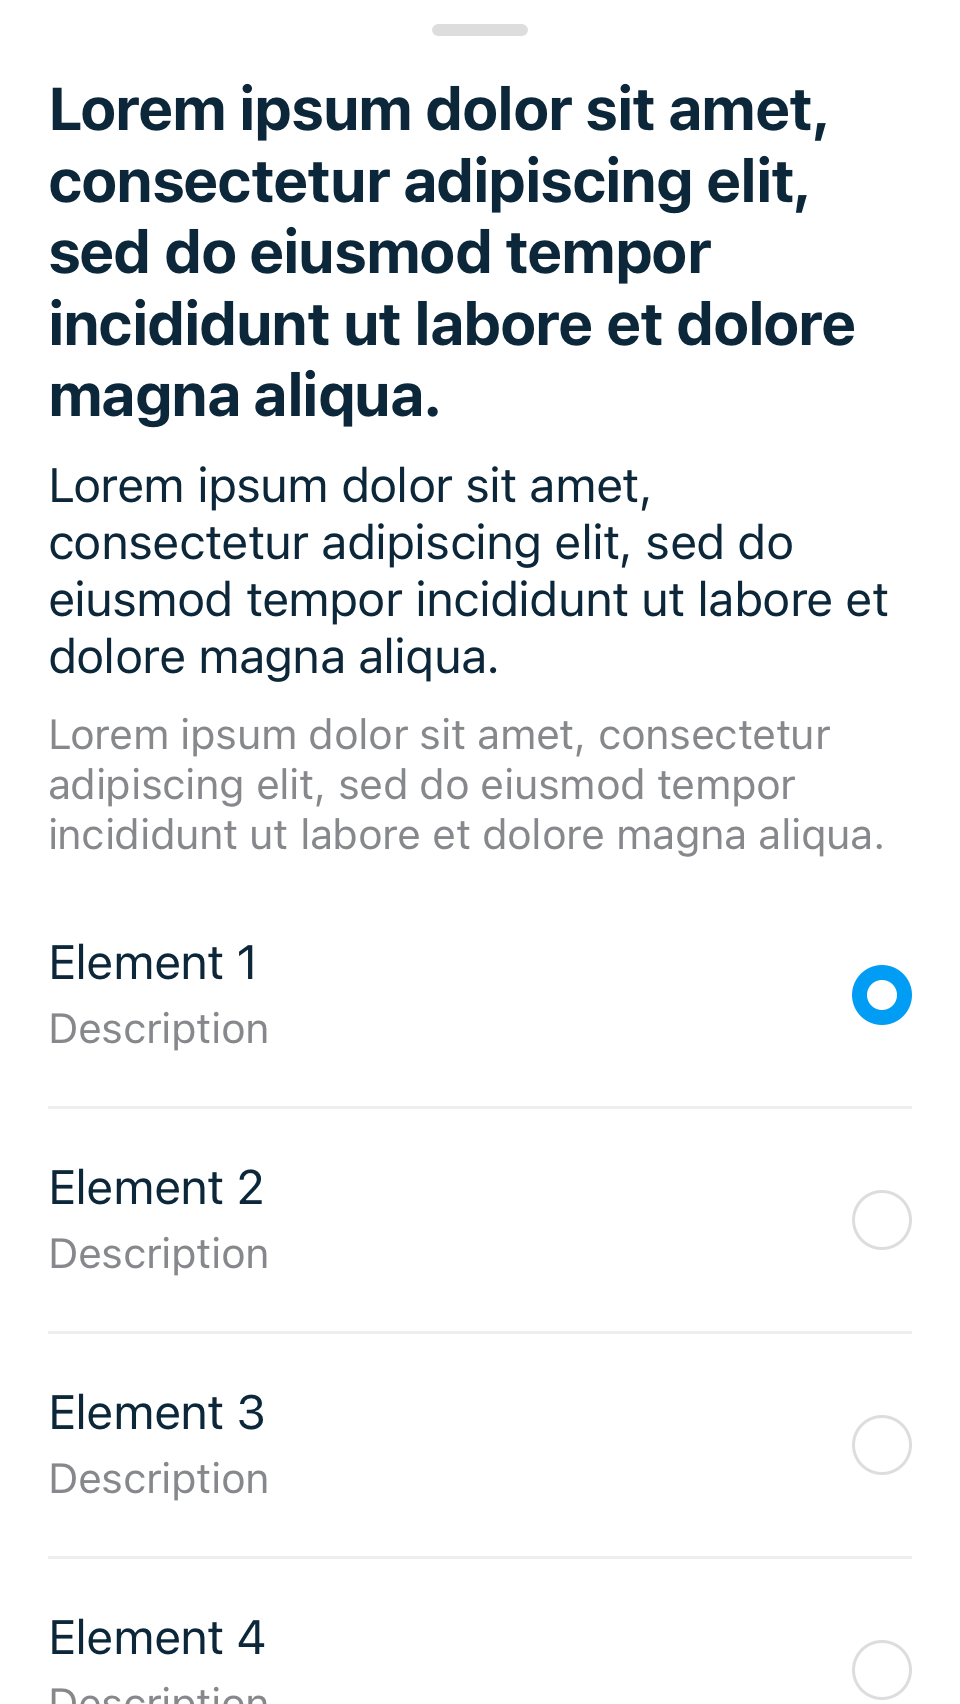 Lorem ipsum dolor sit amet,
consectetur adipiscing elit,
sed do eiusmod tempor
incididunt ut labore et dolore
magna aliqua.
Lorem ipsum dolor sit amet,
consectetur adipiscing elit, sed do
eiusmod tempor incididunt ut labore et
dolore magna aliqua.
Lorem ipsum dolor sit amet, consectetur
adipiscing elit, sed do eiusmod tempor
incididunt ut labore et dolore magna aliqua.
Element 1
Description
Element 2
Description
Element 3
Description
Element 4
Description